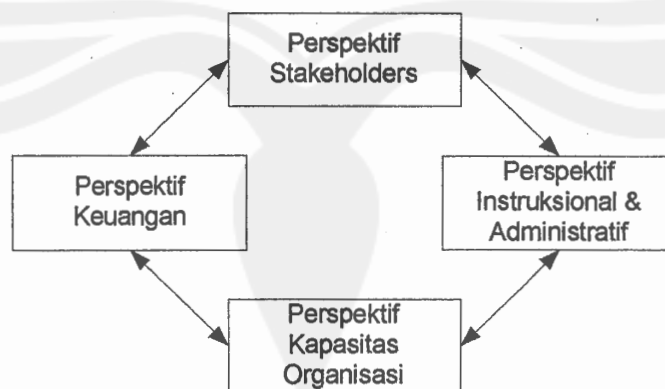 Perspektif
Stakeholders
Perspektif
Keuangan
Perspektif
Instruksional &
Administratif
Perspektif
Kapasitas
Organisasi